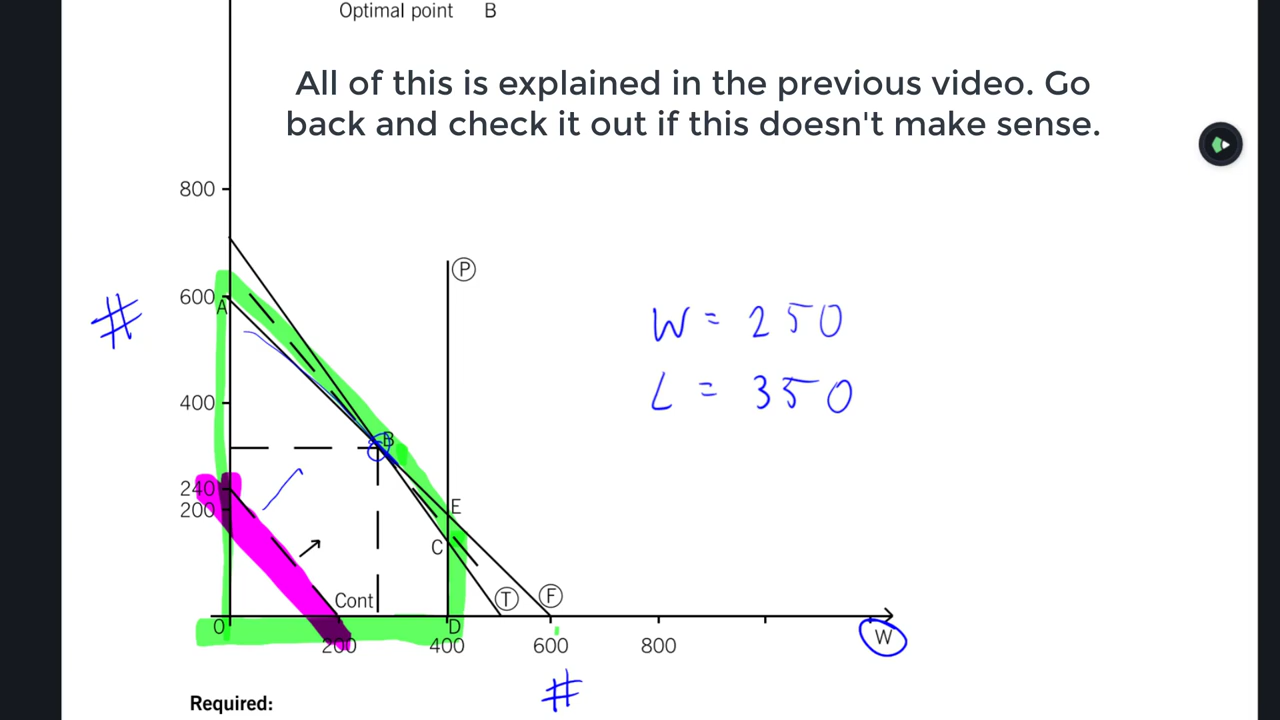 Optimal point B
All of this is explained in the previous video. Go
back and check it out if this doesn't make sense.
800
P
600
A
#
W = 250
L = 350
400
B
240
200
E
C
Cont
T
F
O
D
W
200
400
600
800
#
Required: